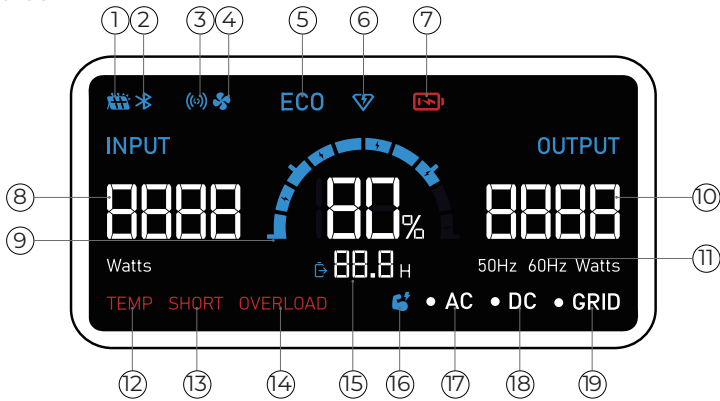 1 2 3 4 5 6 7
ECO
INPUT OUTPUT
8 8888 80% 8888 10
9
Watts 88.8 H 50Hz 60Hz Watts 11
TEMP SHORT OVERLOAD AC DC GRID
12 13 14 15 16 17 18 19